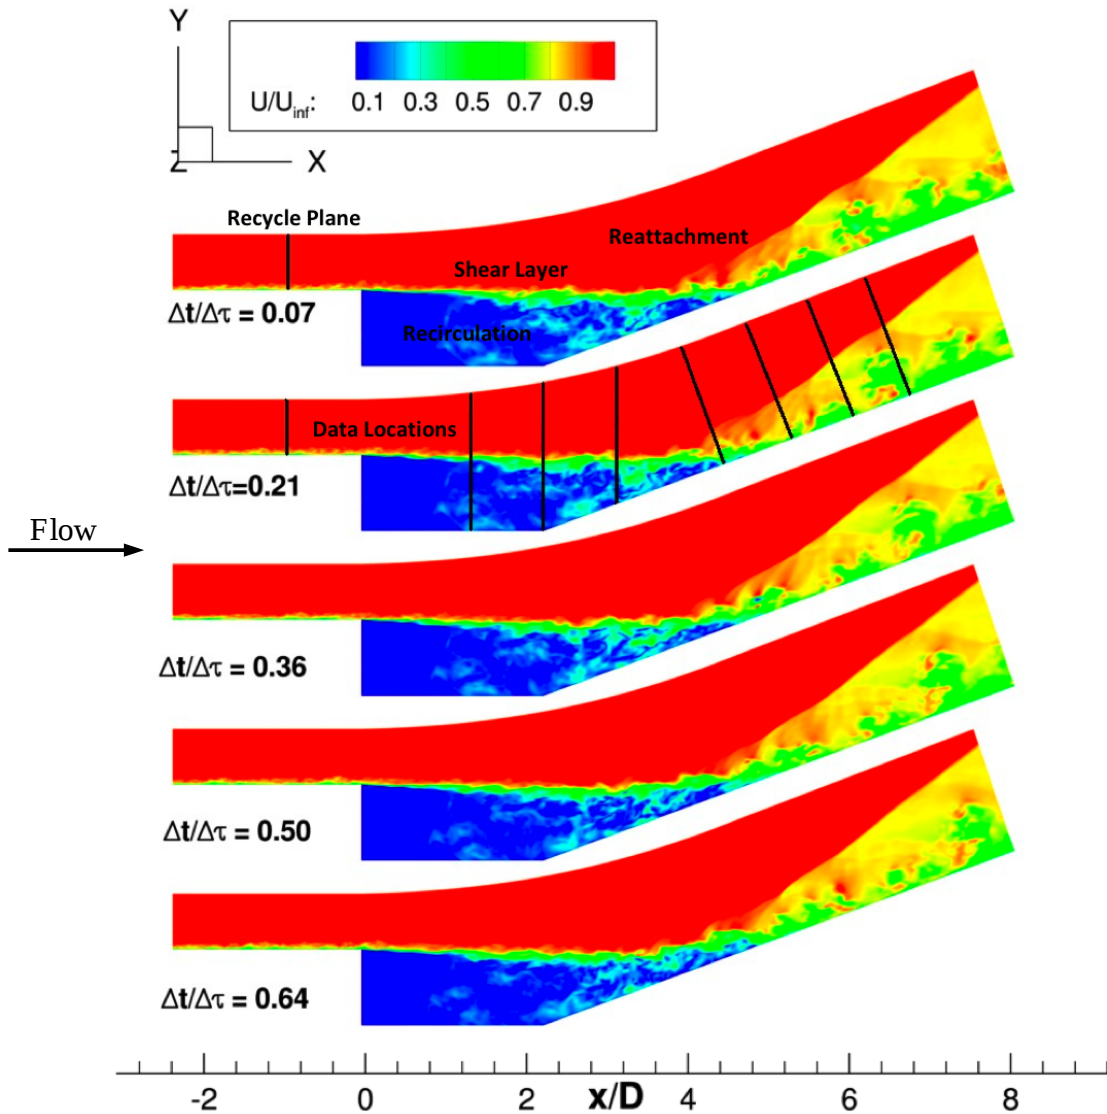 Y
U/U_inf: 0.1 0.3 0.5 0.7 0.9
Z X
Recycle Plane
Reattachment
Shear Layer
Δt/Δτ = 0.07
Recirculation
Data Locations
Δt/Δτ=0.21
Flow
Δt/Δτ = 0.36
Δt/Δτ = 0.50
Δt/Δτ = 0.64
-2 0 2 x/D 4 6 8